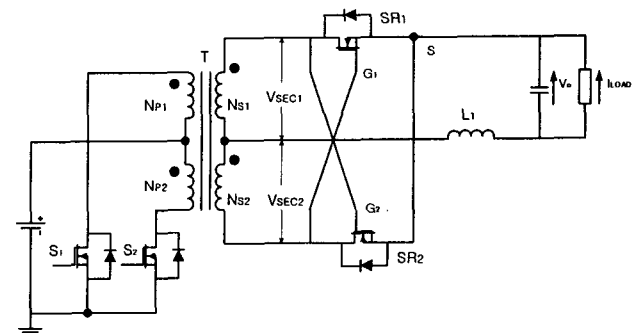 SR1
T
S
G1
NP1
NS1
VSEC1
Vo
ILOAD
L1
NP2
NS2
VSEC2
G2
+
-
S1
S2
SR2